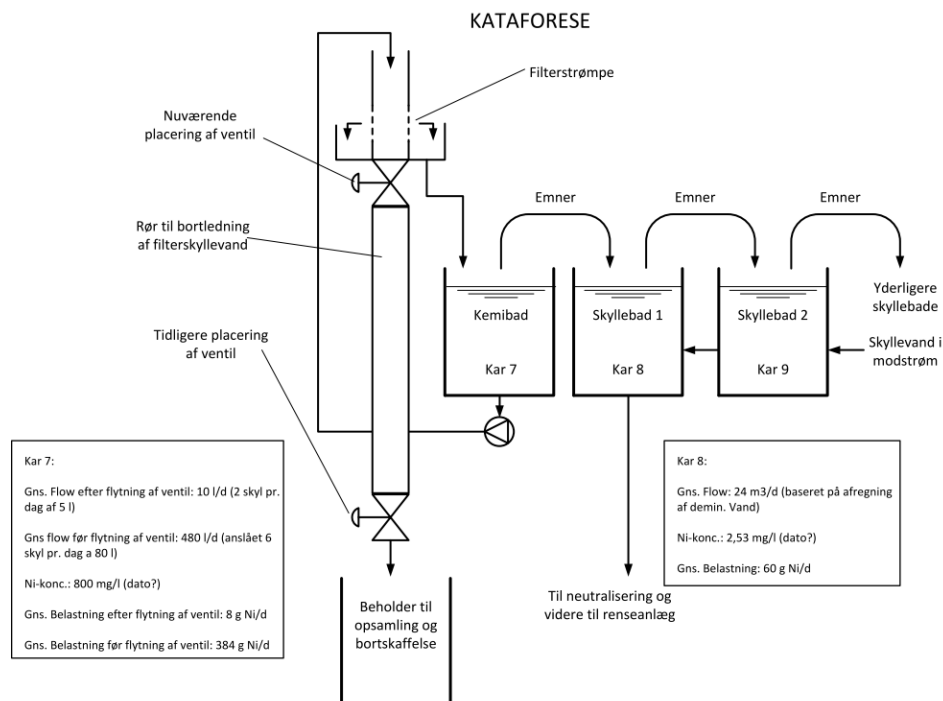 KATAFORESE
Filterstrømpe
Nuværende
placering af ventil
Emner
Emner
Emner
Rør til bortledning
af filterskyllevand
Yderligere
skyllebade
Kemibad
Skyllebad 1
Skyllebad 2
Tidligere placering
af ventil
Skyllevand i
modstrøm
Kar 7
Kar 8
Kar 9
Kar 7:
Gns. Flow efter flytning af ventil: 10 l/d (2 skyl pr.
dag af 5 l)
Gns flow før flytning af ventil: 480 l/d (anslået 6
skyl pr. dag a 80 l)
Ni-konc.: 800 mg/l (dato?)
Gns. Belastning efter flytning af ventil: 8 g Ni/d
Gns. Belastning før flytning af ventil: 384 g Ni/d
Kar 8:
Gns. Flow: 24 m3/d (baseret på afregning
af demin. Vand)
Ni-konc.: 2,53 mg/l (dato?)
Gns. Belastning: 60 g Ni/d
Beholder til
opsamling og
bortskaffelse
Til neutralisering og
videre til renseanlæg